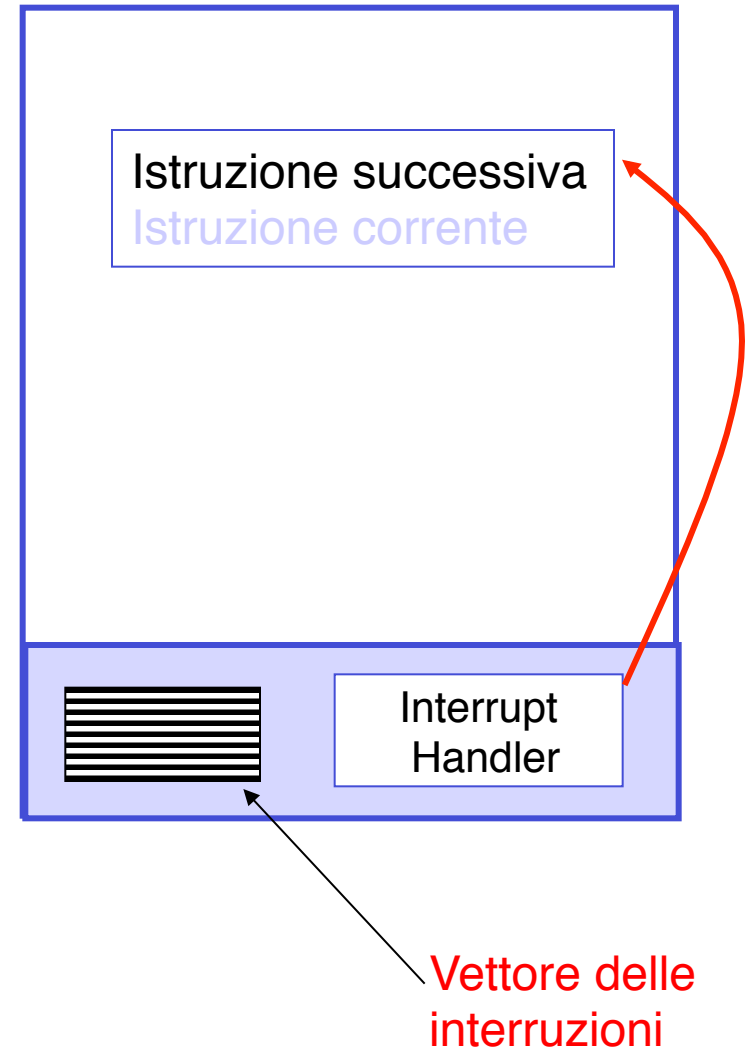 Istruzione successiva
Istruzione corrente
Interrupt
Handler
Vettore delle
interruzioni